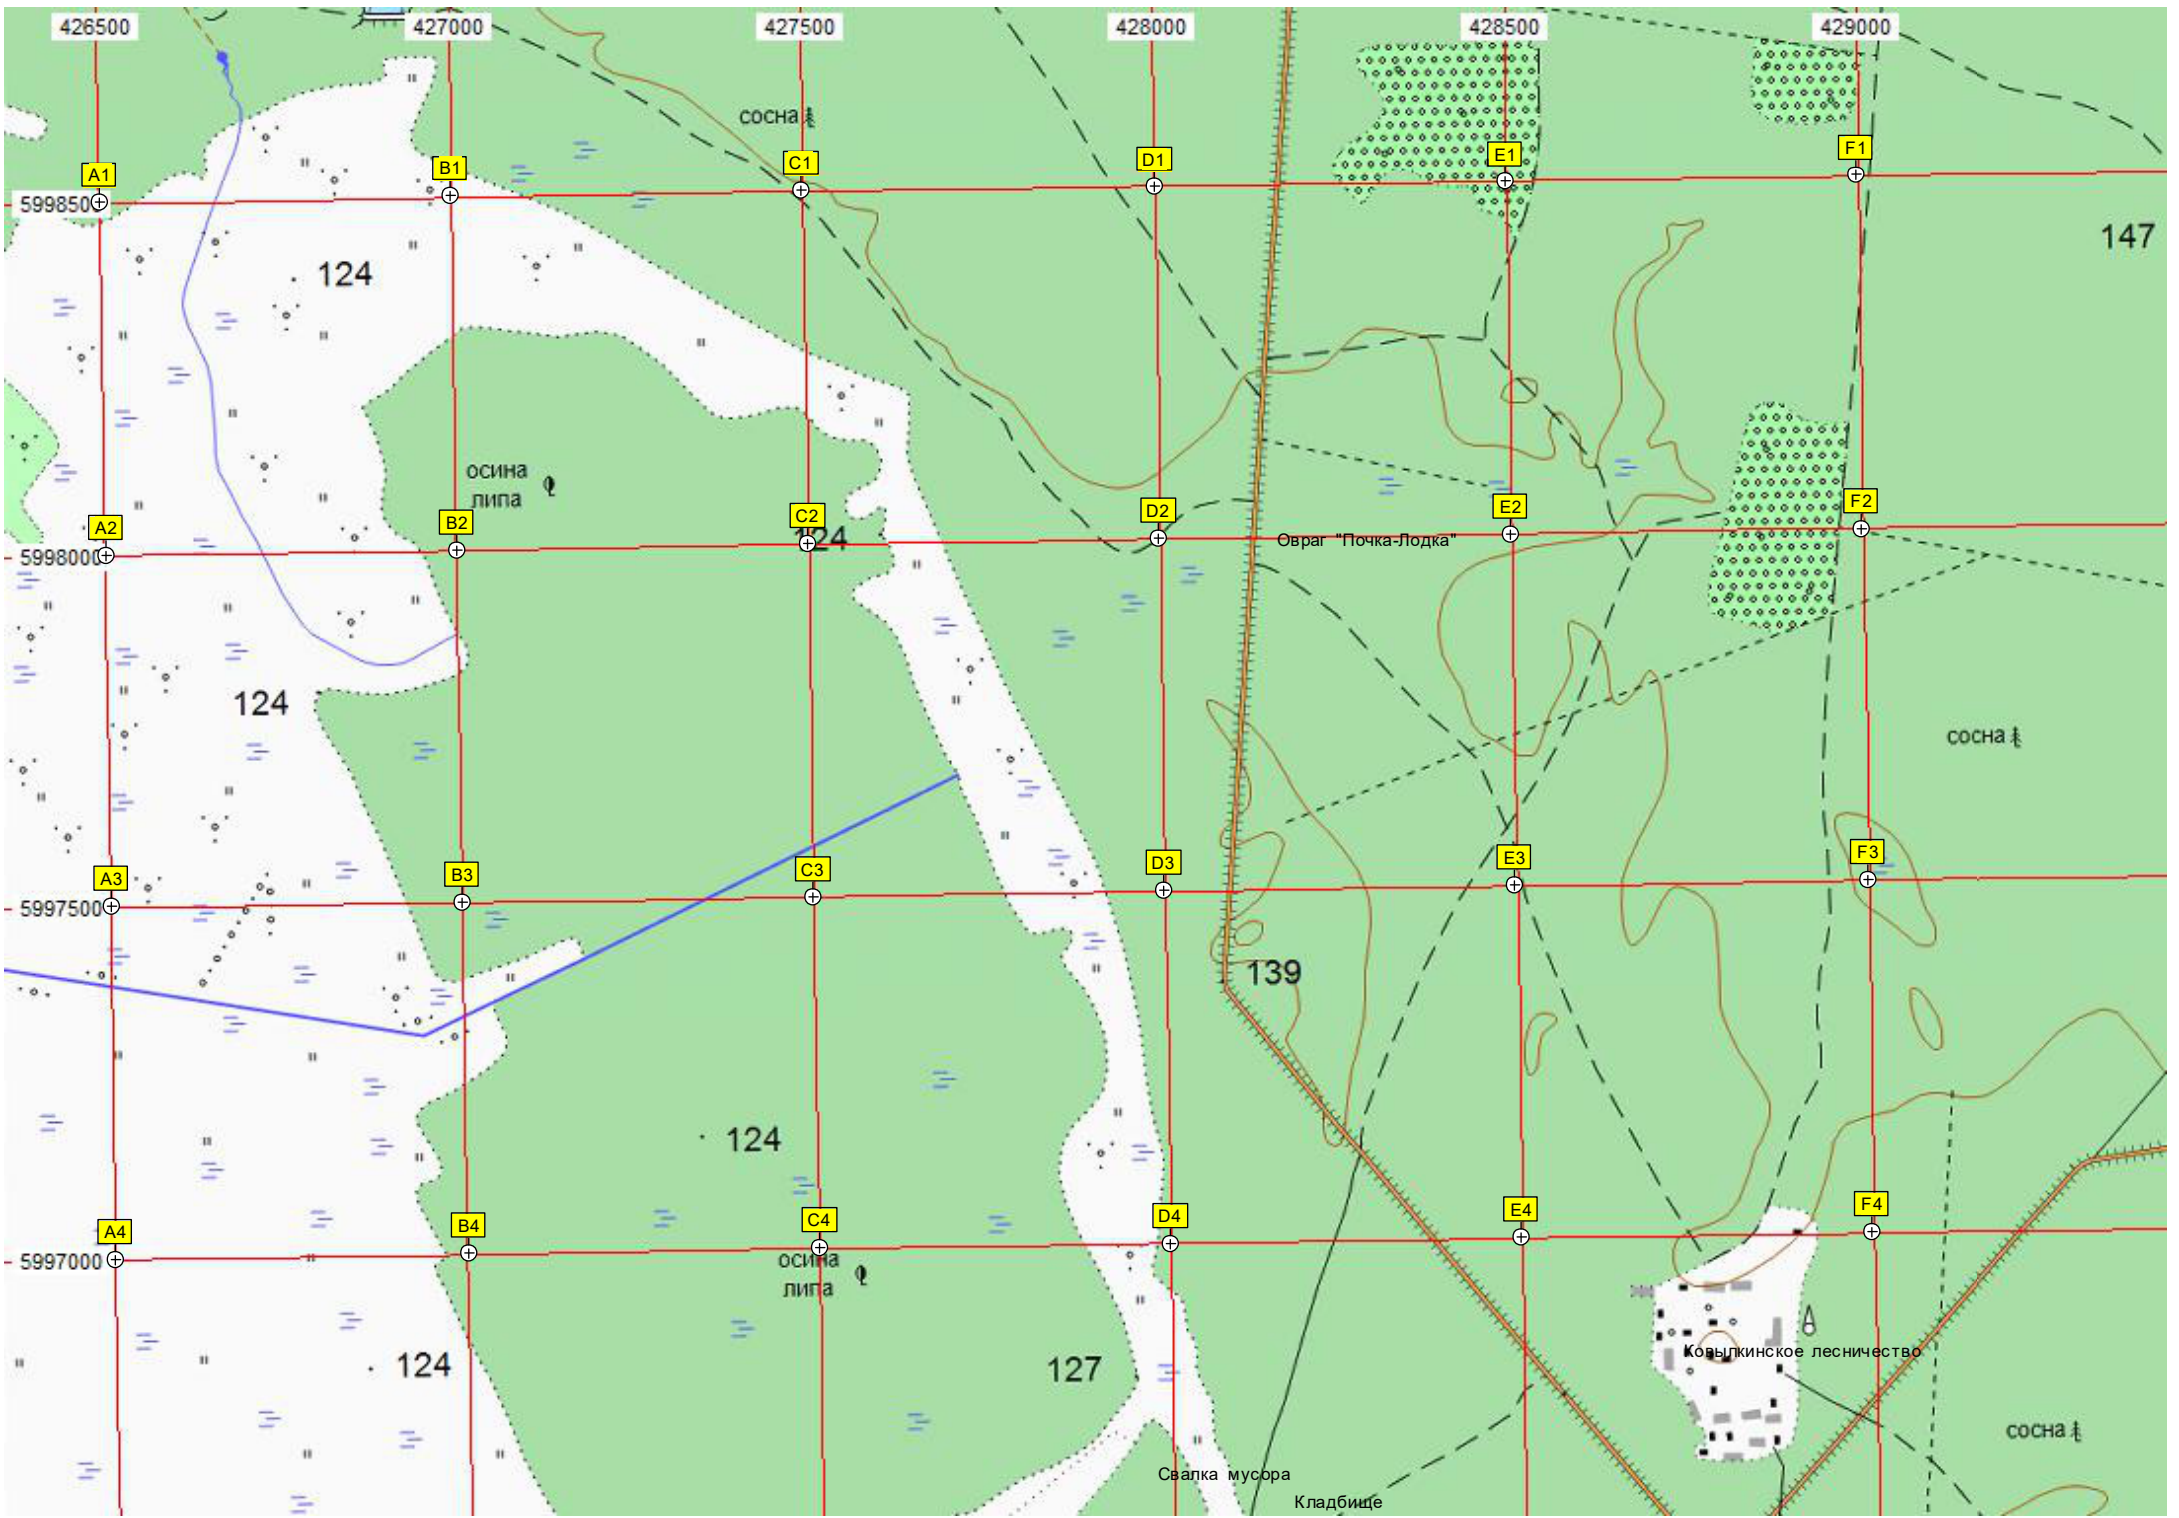 426500 427000 427500 428000 428500 429000
сосна
A1 B1 C1 D1 E1 F1
5998500
147
124
осина
липа
A2 B2 C2 D2 E2 F2
124
Овраг "Почка-Лодка"
5998000
124
сосна
A3 B3 C3 D3 E3 F3
5997500
139
124
A4 B4 C4 D4 E4 F4
5997000
осина
липа
Ковылкинское лесничество
124
127
сосна
Свалка мусора
Кладбище